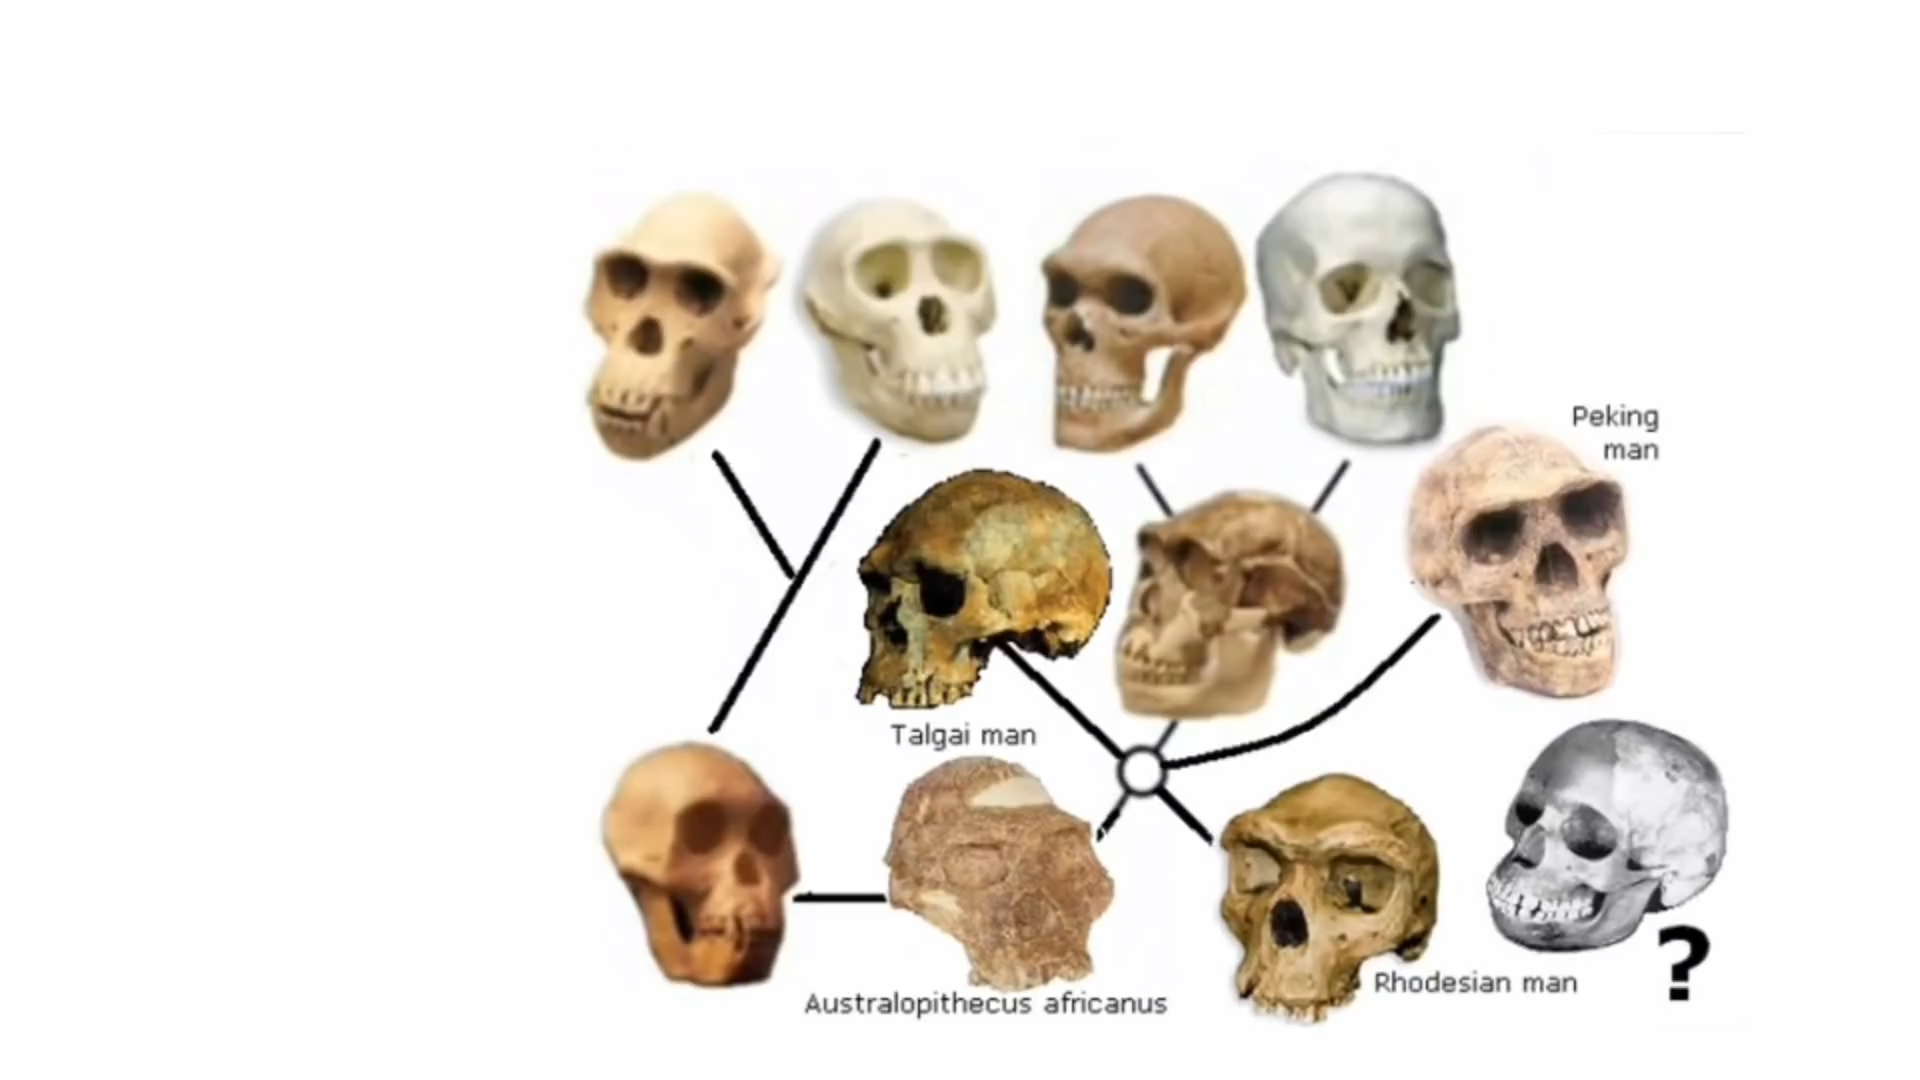 Peking
man
Talgai man
Australopithecus africanus
Rhodesian man
?